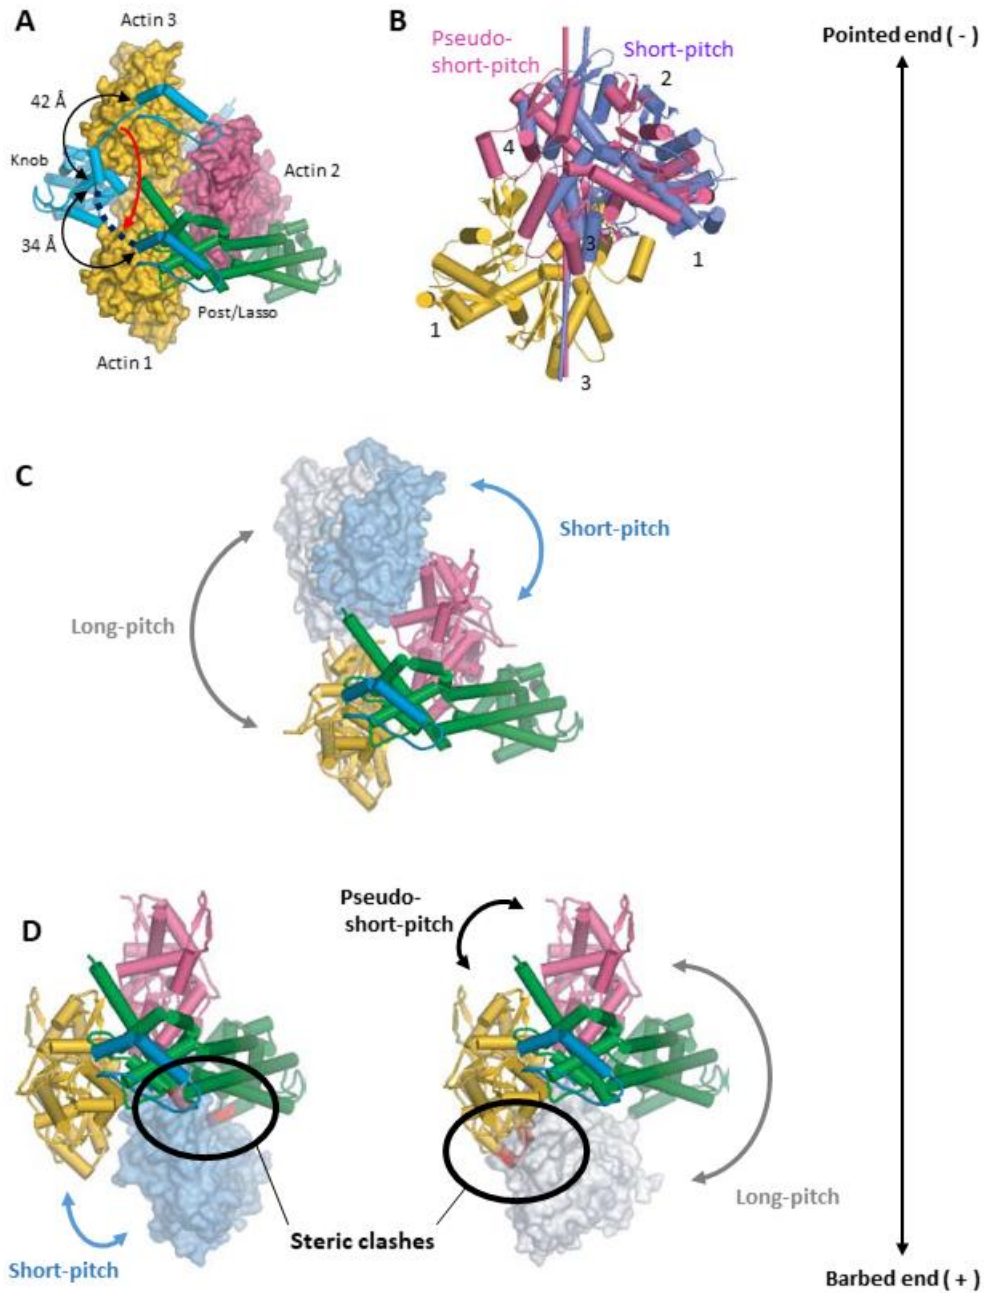 A
Actin 3
42 Å
Knob
Actin 2
34 Å
Post/Lasso
Actin 1
B
Pseudo-
short-pitch
Short-pitch
2
4
3
1
1
3
Pointed end ( - )
C
Short-pitch
Long-pitch
D
Pseudo-
short-pitch
Long-pitch
Steric clashes
Short-pitch
Barbed end ( + )